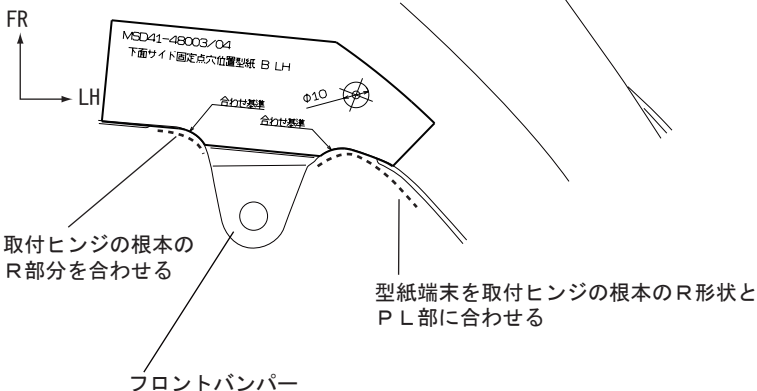 FR
LH
MSD41-48003/04
下面サイド固定点穴位置型紙 B LH
Φ10
合わせ基準
合わせ基準
取付ヒンジの根本の
R部分を合わせる
型紙端末を取付ヒンジの根本のR形状と
PL部に合わせる
フロントバンパー